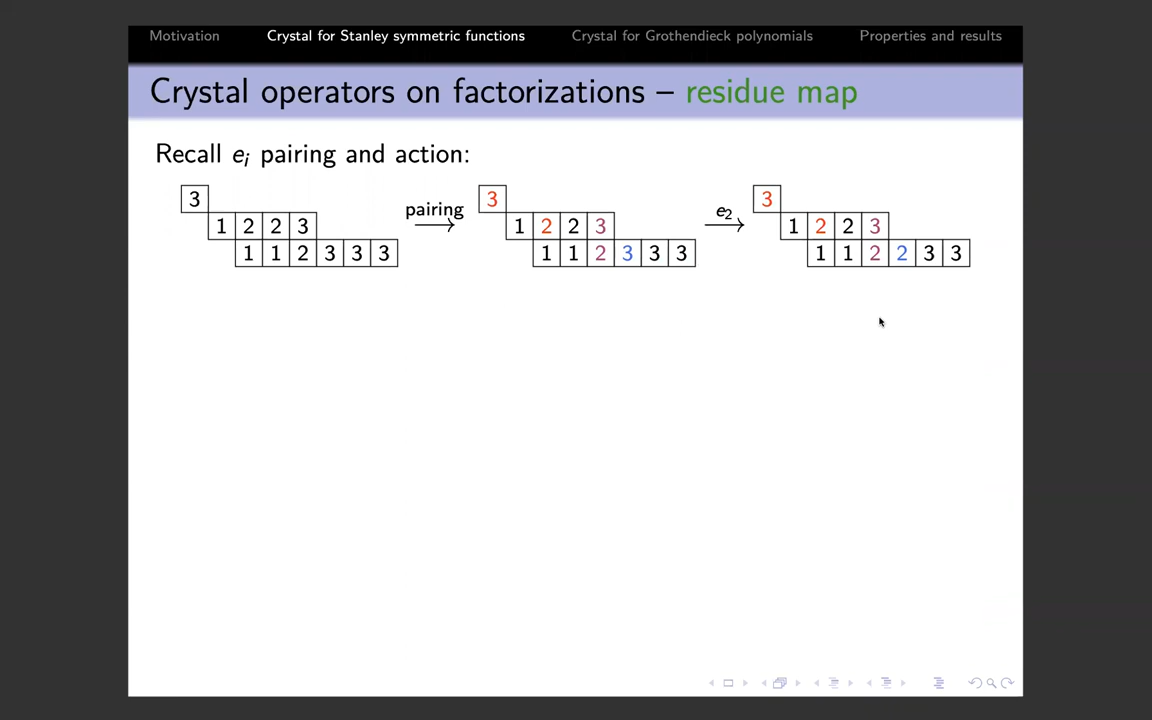 Motivation Crystal for Stanley symmetric functions Crystal for Grothendieck polynomials Properties and results
Crystal operators on factorizations – residue map
Recall e_i pairing and action:
3 3 3
pairing e_2
1 2 2 3 1 2 2 3 1 2 2 3
1 1 2 3 3 3 1 1 2 3 3 3 1 1 2 2 3 3